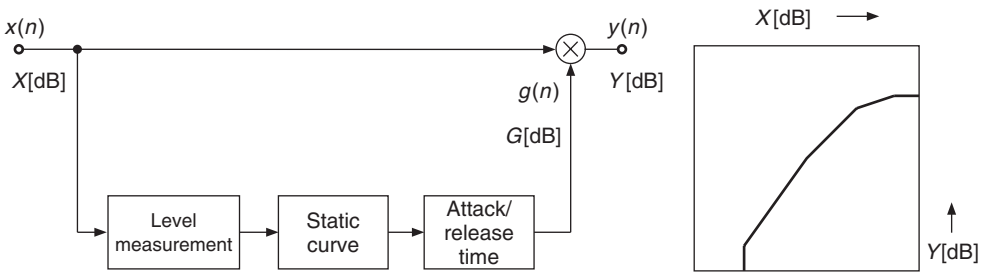 x(n)
y(n)
X[dB]
Y[dB]
g(n)
G[dB]
Level
measurement
Static
curve
Attack/
release
time
X[dB]
Y[dB]